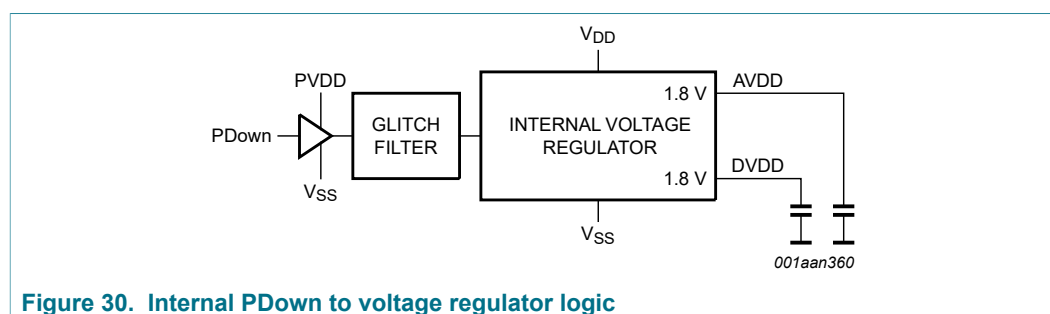 VDD
PVDD
PDown
VSS
GLITCH
FILTER
INTERNAL VOLTAGE
REGULATOR
1.8 V
AVDD
1.8 V
DVDD
VSS
001aan360
Figure 30. Internal PDown to voltage regulator logic